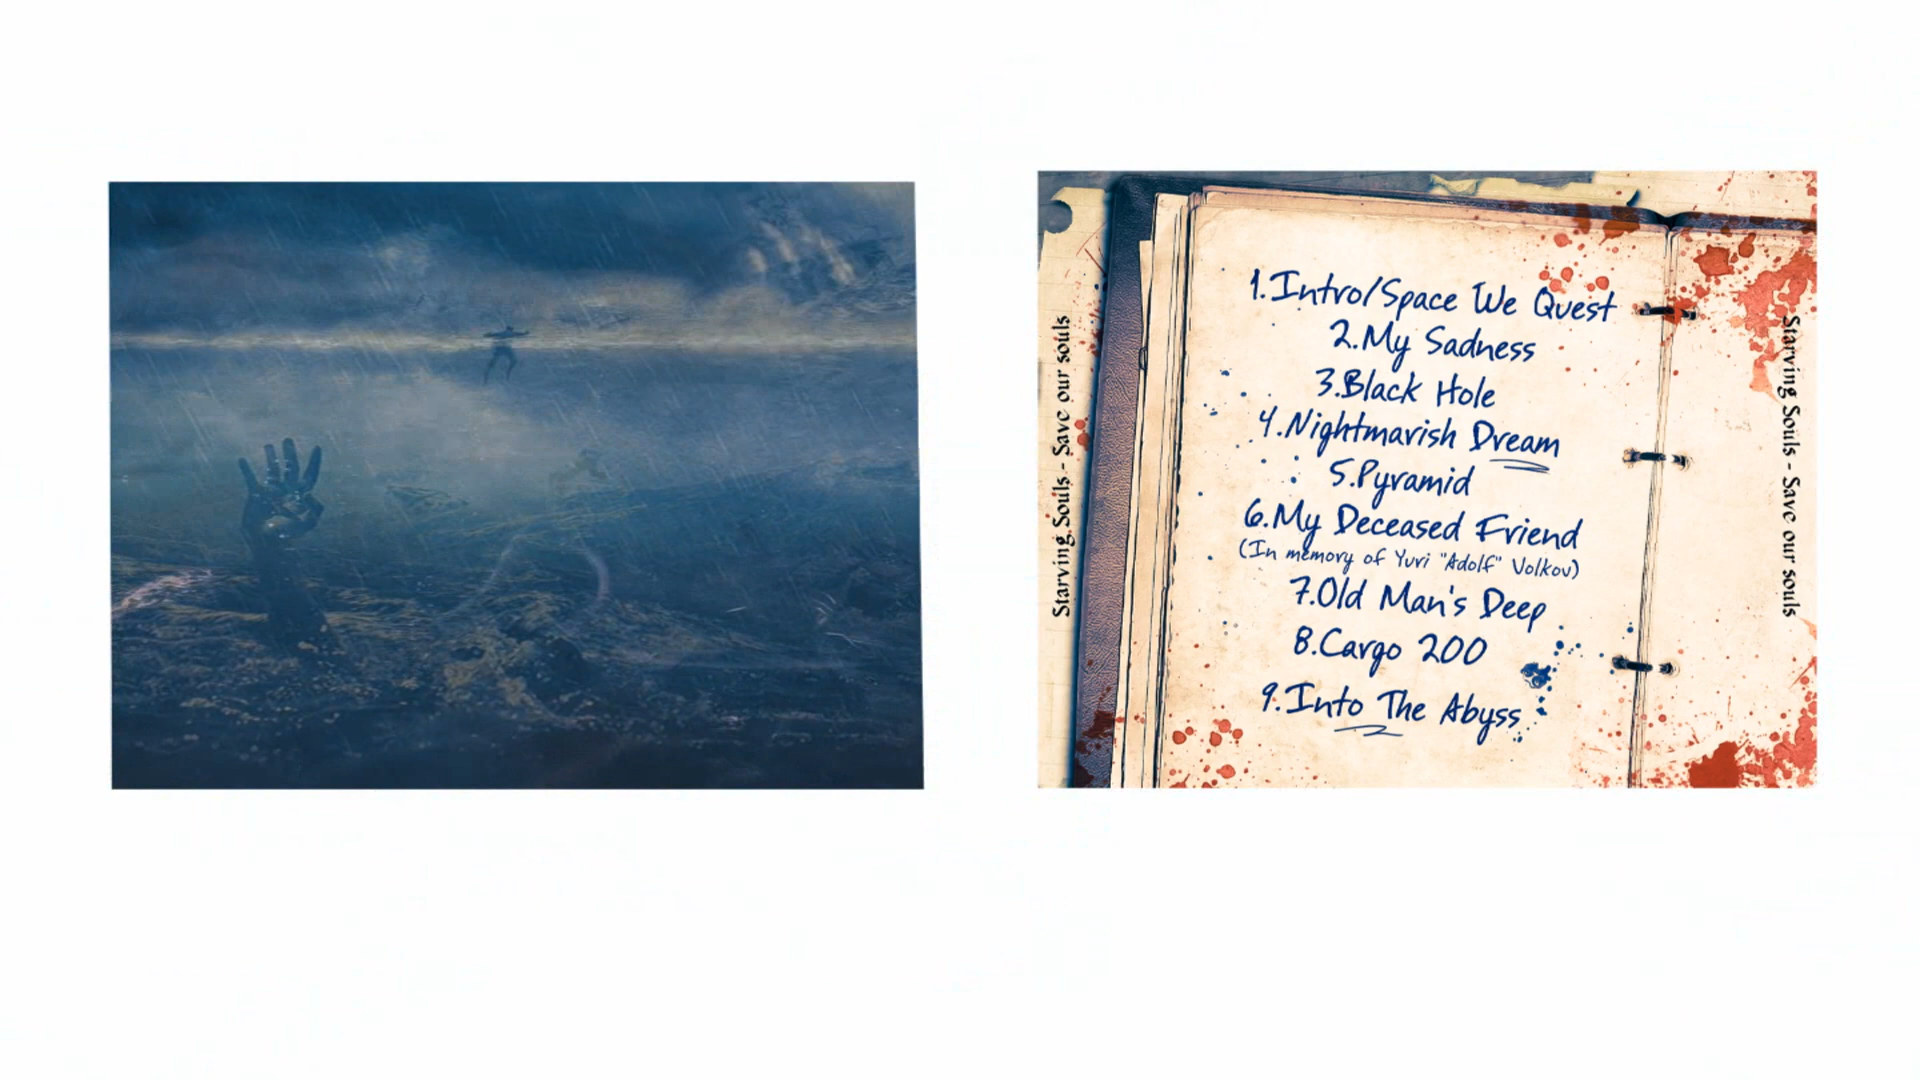 Starving Souls - Save our souls
1.Intro/Space We Quest
2.My Sadness
3.Black Hole
4.Nightmarish Dream
5.Pyramid
6.My Deceased Friend
(In memory of Yuri "Adolf" Volkov)
7.Old Man's Deep
8.Cargo 200
9.Into The Abyss
Starving Souls - Save our souls